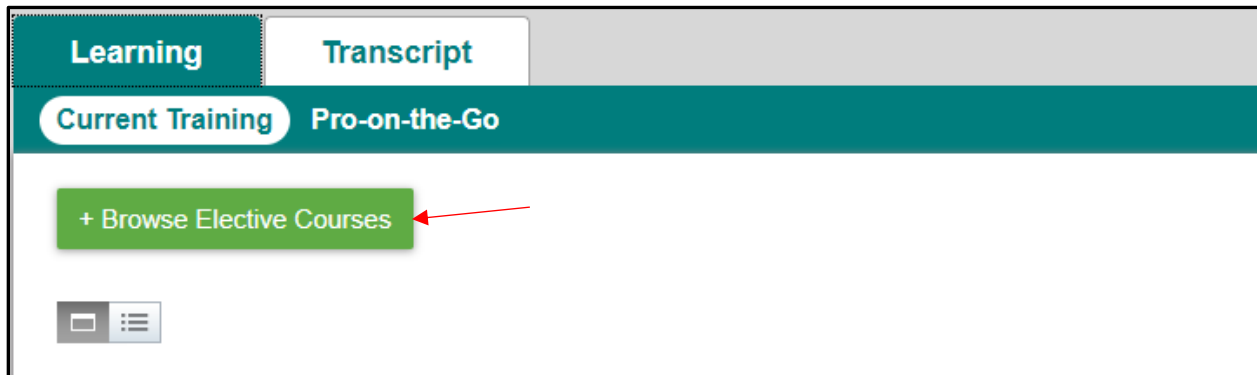 Learning Transcript
Current Training Pro-on-the-Go
+ Browse Elective Courses